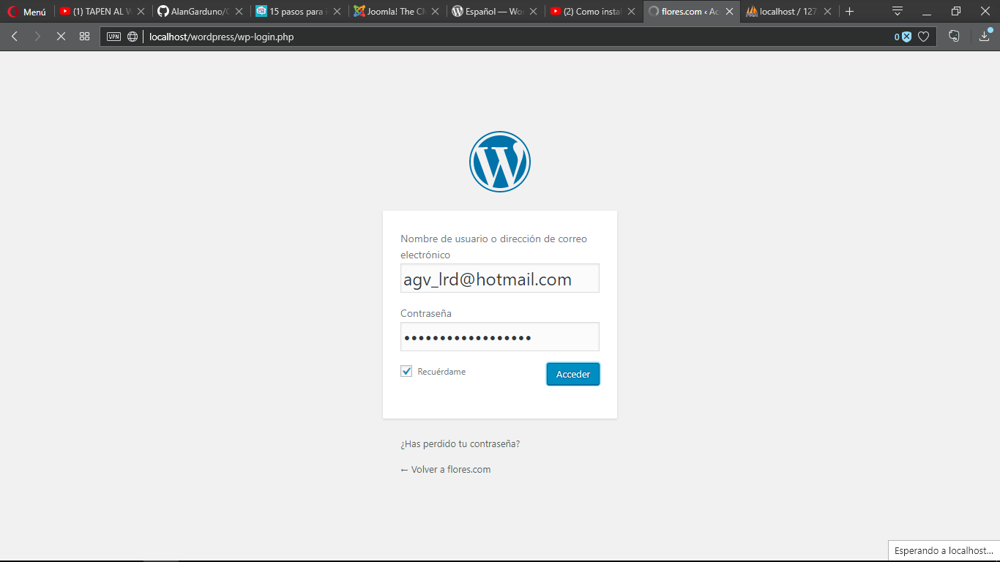 Menú
(1) TAPEN AL W
AlanGarduno/C
15 pasos para i
Joomla! The CM
Español — Wor
(2) Como insta
flores.com ‹ Ac
localhost / 127.
VPN
localhost/wordpress/wp-login.php
0
Nombre de usuario o dirección de correo
electrónico
agv_lrd@hotmail.com
Contraseña
••••••••••••••••••
Recuérdame
Acceder
¿Has perdido tu contraseña?
← Volver a flores.com
Esperando a localhost...